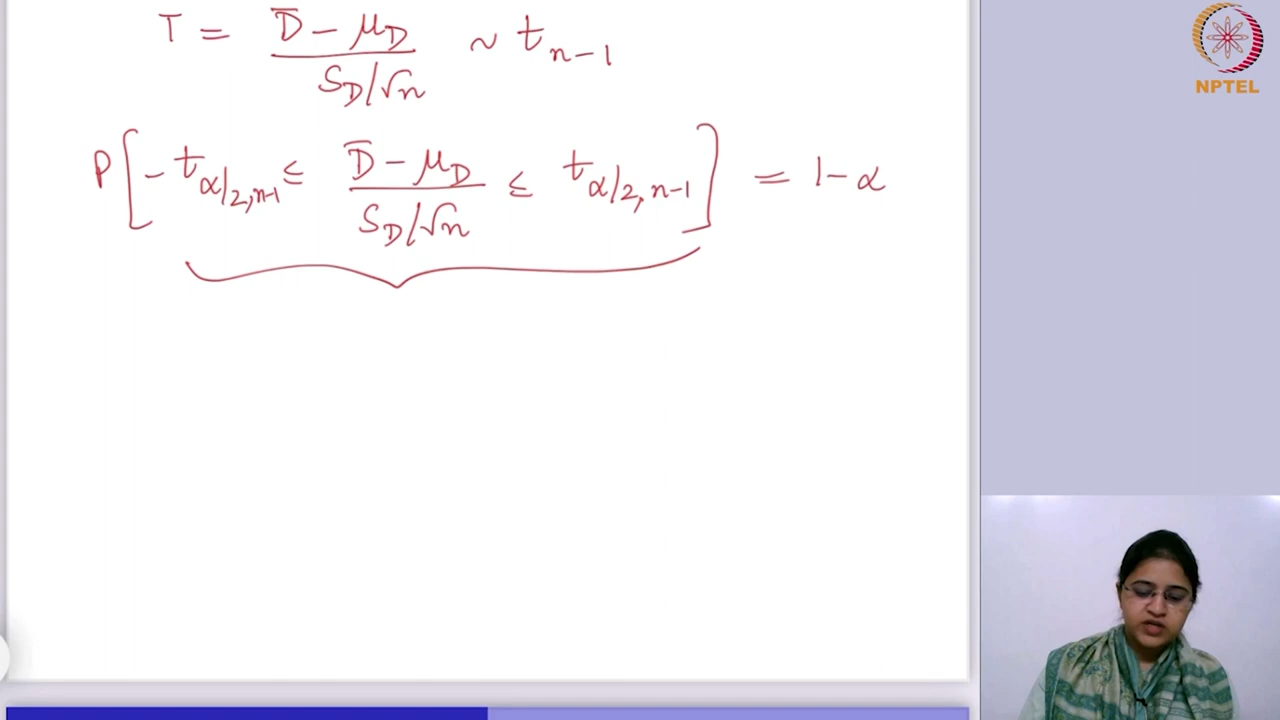 T = (D̄ − μ_D) / (S_D/√n) ~ t_{n−1}
NPTEL
P[ −t_{α/2, n−1} ≤ (D̄ − μ_D) / (S_D/√n) ≤ t_{α/2, n−1} ] = 1 − α